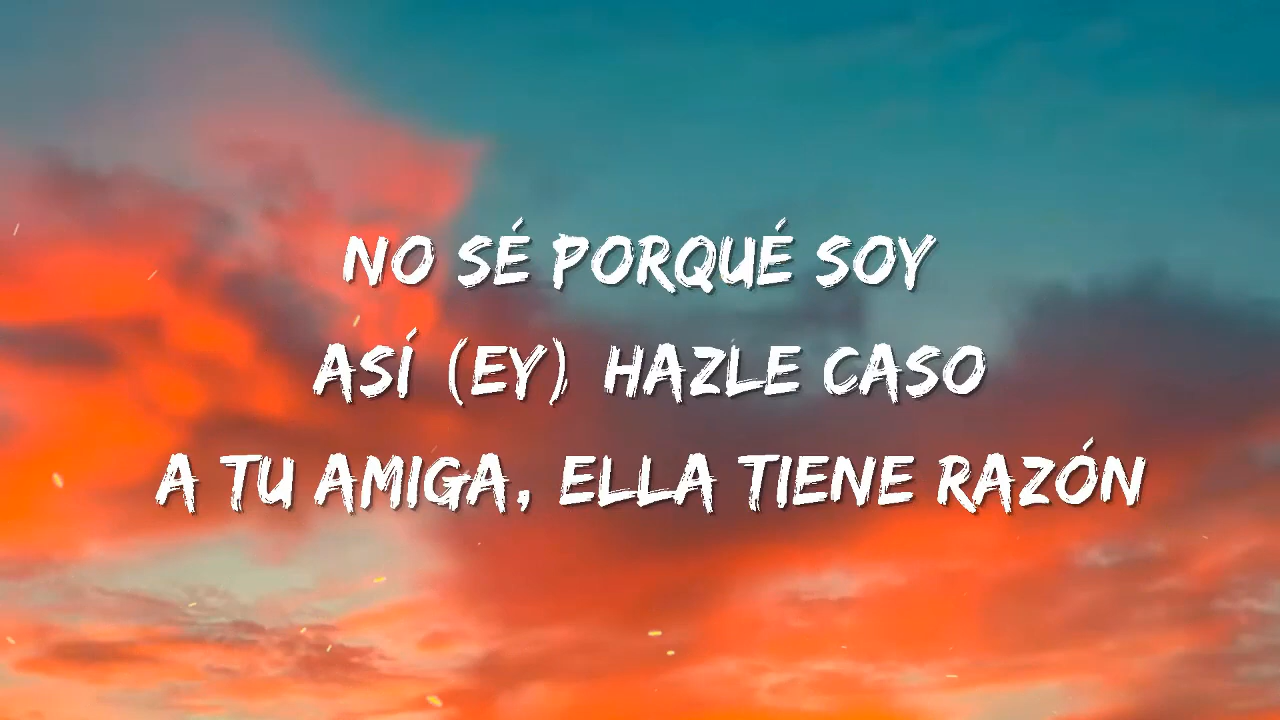 NO SÉ PORQUÉ SOY
ASÍ (EY) HAZLE CASO
A TU AMIGA, ELLA TIENE RAZÓN